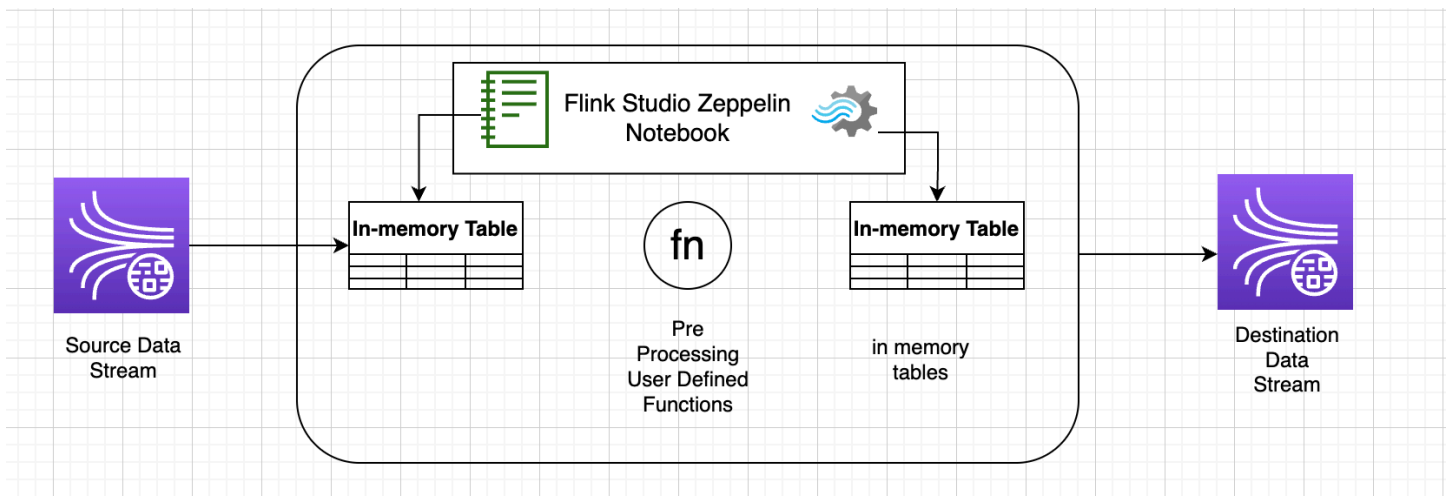 Flink Studio Zeppelin
Notebook
In-memory Table
fn
In-memory Table
Source Data
Stream
Pre
Processing
User Defined
Functions
in memory
tables
Destination
Data
Stream